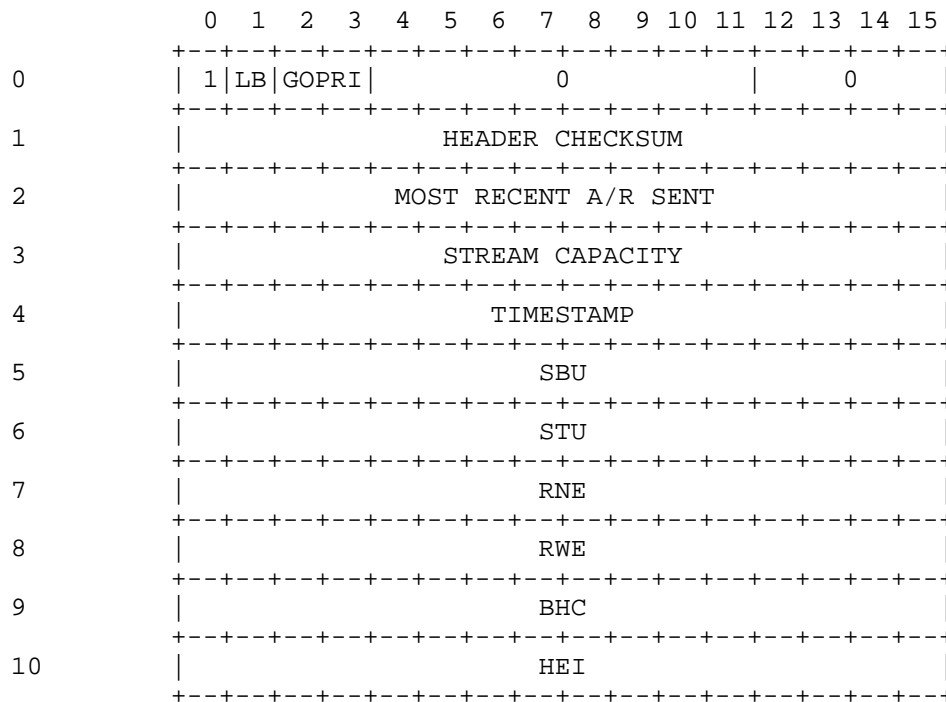 0 1 2 3 4 5 6 7 8 9 10 11 12 13 14 15
+--+--+--+--+--+--+--+--+--+--+--+--+--+--+--+--+
0 | 1|LB|GOPRI| 0 | 0 |
+--+--+--+--+--+--+--+--+--+--+--+--+--+--+--+--+
1 | HEADER CHECKSUM |
+--+--+--+--+--+--+--+--+--+--+--+--+--+--+--+--+
2 | MOST RECENT A/R SENT |
+--+--+--+--+--+--+--+--+--+--+--+--+--+--+--+--+
3 | STREAM CAPACITY |
+--+--+--+--+--+--+--+--+--+--+--+--+--+--+--+--+
4 | TIMESTAMP |
+--+--+--+--+--+--+--+--+--+--+--+--+--+--+--+--+
5 | SBU |
+--+--+--+--+--+--+--+--+--+--+--+--+--+--+--+--+
6 | STU |
+--+--+--+--+--+--+--+--+--+--+--+--+--+--+--+--+
7 | RNE |
+--+--+--+--+--+--+--+--+--+--+--+--+--+--+--+--+
8 | RWE |
+--+--+--+--+--+--+--+--+--+--+--+--+--+--+--+--+
9 | BHC |
+--+--+--+--+--+--+--+--+--+--+--+--+--+--+--+--+
10 | HEI |
+--+--+--+--+--+--+--+--+--+--+--+--+--+--+--+--+